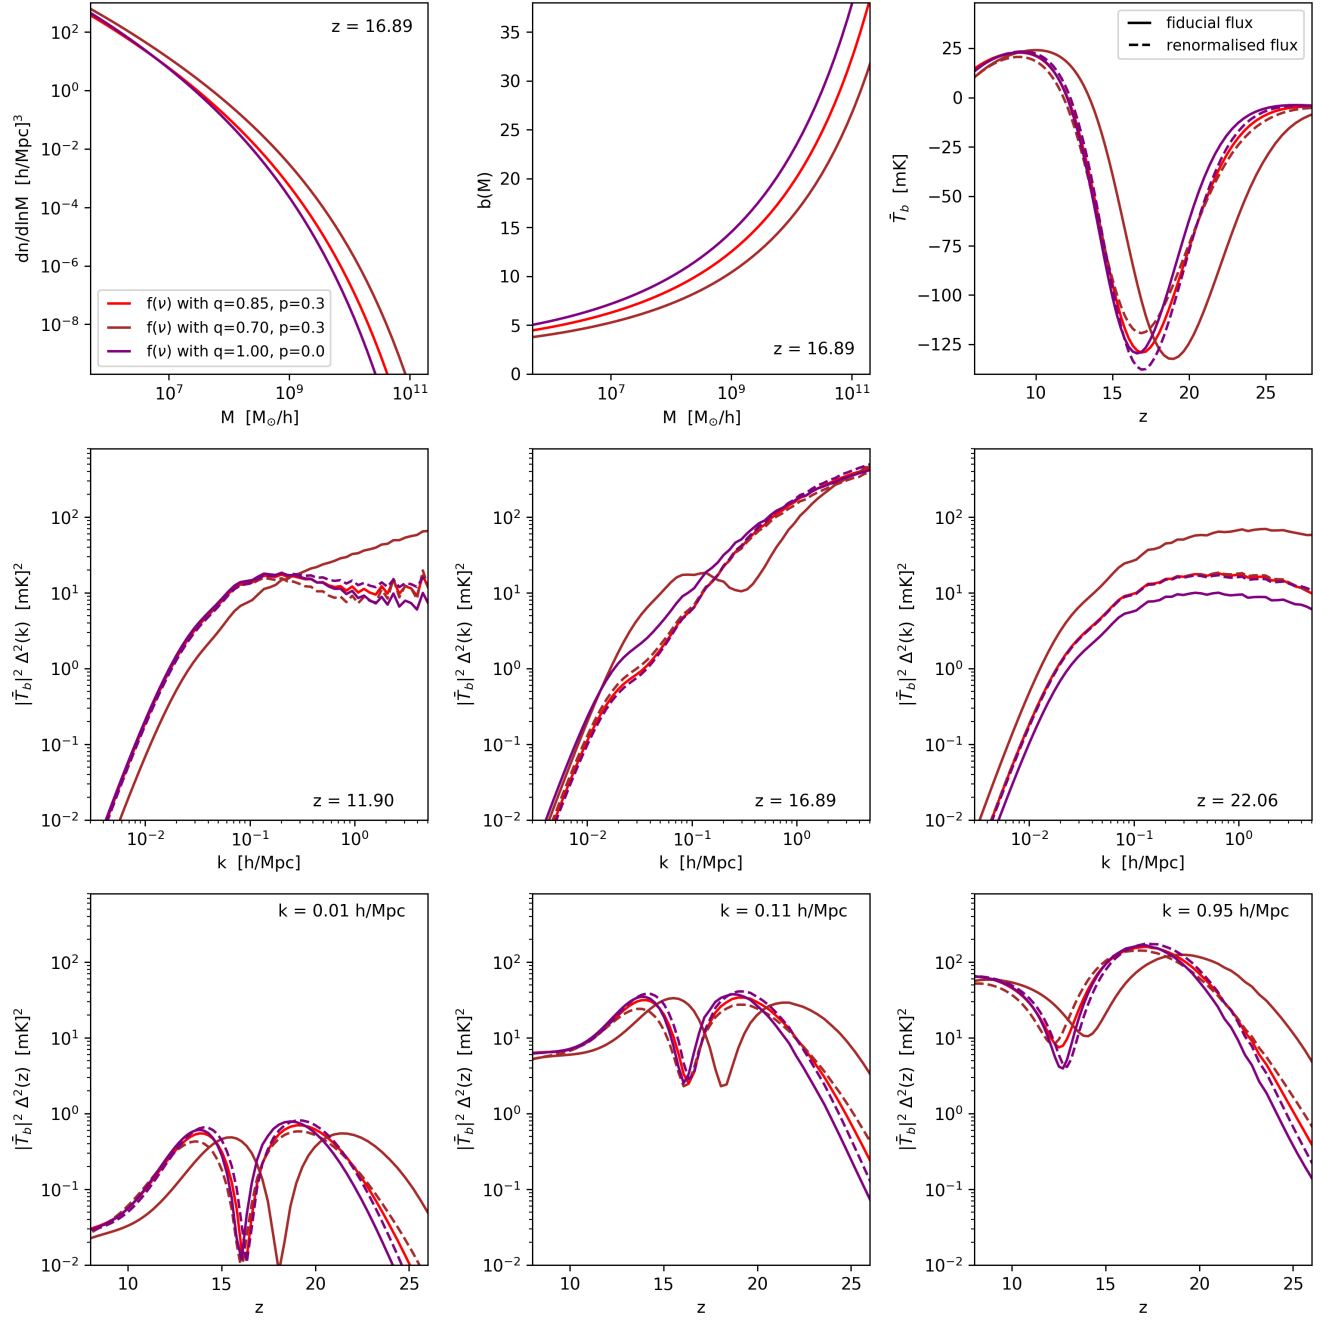 10² 10⁰ 10⁻² 10⁻⁴ 10⁻⁶ 10⁻⁸
dn/dlnM [h/Mpc]³
z = 16.89
f(ν) with q=0.85, p=0.3
f(ν) with q=0.70, p=0.3
f(ν) with q=1.00, p=0.0
10⁷ 10⁹ 10¹¹
M [M⊙/h]
35 30 25 20 15 10 5 0
b(M)
z = 16.89
10⁷ 10⁹ 10¹¹
M [M⊙/h]
25 0 −25 −50 −75 −100 −125
T̄_b [mK]
fiducial flux
renormalised flux
10 15 20 25
z
10² 10¹ 10⁰ 10⁻¹ 10⁻²
|T̄_b|² Δ²(k) [mK]²
z = 11.90
10⁻² 10⁻¹ 10⁰
k [h/Mpc]
10² 10¹ 10⁰ 10⁻¹ 10⁻²
|T̄_b|² Δ²(k) [mK]²
z = 16.89
10⁻² 10⁻¹ 10⁰
k [h/Mpc]
10² 10¹ 10⁰ 10⁻¹ 10⁻²
|T̄_b|² Δ²(k) [mK]²
z = 22.06
10⁻² 10⁻¹ 10⁰
k [h/Mpc]
10² 10¹ 10⁰ 10⁻¹ 10⁻²
|T̄_b|² Δ²(z) [mK]²
k = 0.01 h/Mpc
10 15 20 25
z
10² 10¹ 10⁰ 10⁻¹ 10⁻²
|T̄_b|² Δ²(z) [mK]²
k = 0.11 h/Mpc
10 15 20 25
z
10² 10¹ 10⁰ 10⁻¹ 10⁻²
|T̄_b|² Δ²(z) [mK]²
k = 0.95 h/Mpc
10 15 20 25
z